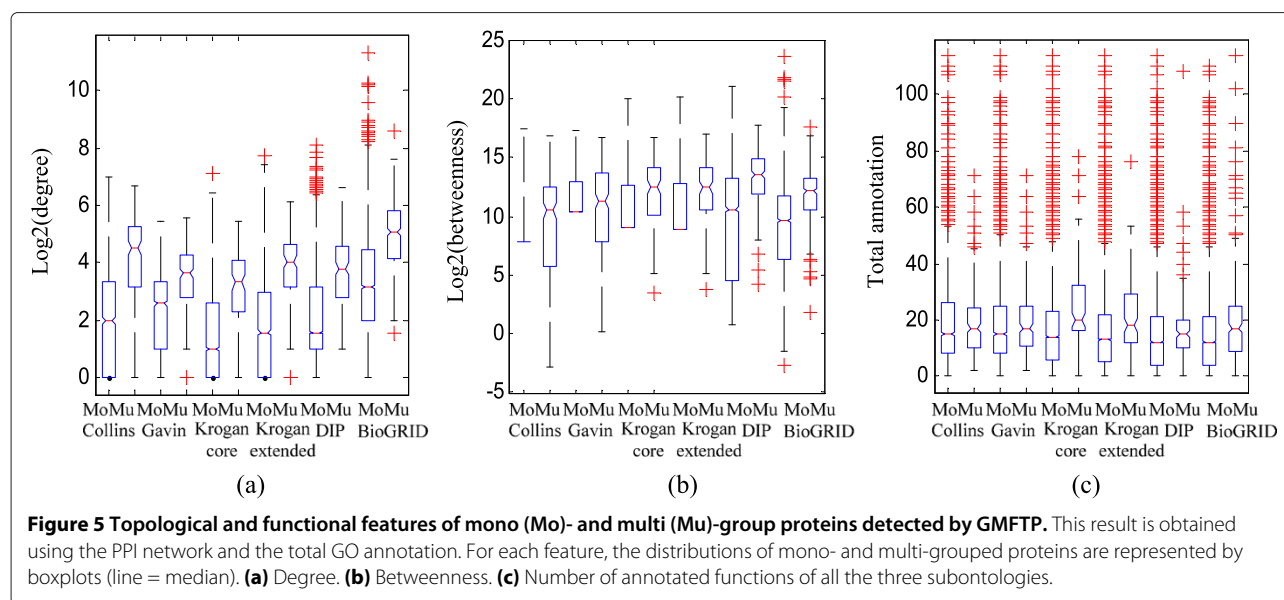 Log2(degree)
10
8
6
4
2
0
MoMu MoMu MoMu MoMu MoMu MoMu
Collins Gavin Krogan Krogan DIP BioGRID
core extended
(a)
Log2(betweenness)
25
20
15
10
5
0
-5
MoMu MoMu MoMu MoMu MoMu MoMu
Collins Gavin Krogan Krogan DIP BioGRID
core extended
(b)
Total annotation
100
80
60
40
20
0
MoMu MoMu MoMu MoMu MoMu MoMu
Collins Gavin Krogan Krogan DIP BioGRID
core extended
(c)
Figure 5 Topological and functional features of mono (Mo)- and multi (Mu)-group proteins detected by GMFTP. This result is obtained
using the PPI network and the total GO annotation. For each feature, the distributions of mono- and multi-grouped proteins are represented by
boxplots (line = median). (a) Degree. (b) Betweenness. (c) Number of annotated functions of all the three subontologies.